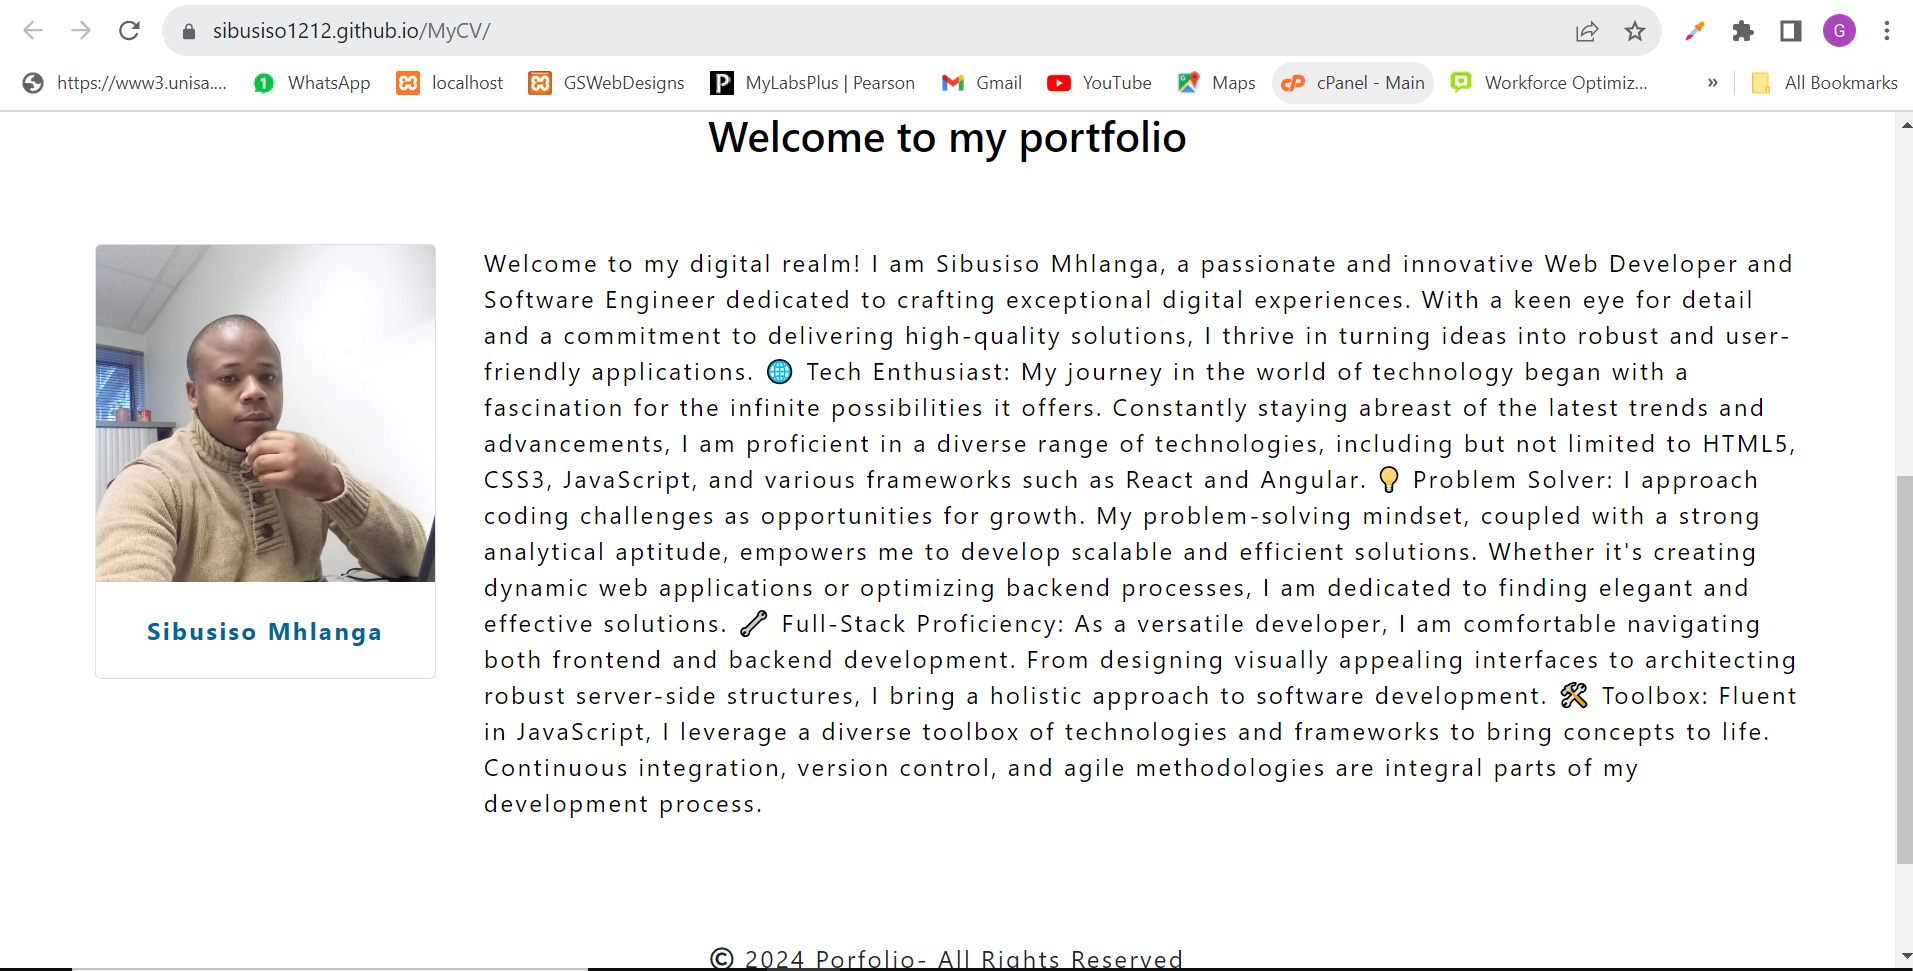 sibusiso1212.github.io/MyCV/
G
https://www3.unisa.... 1 WhatsApp localhost GSWebDesigns P MyLabsPlus | Pearson Gmail YouTube Maps cP cPanel - Main Workforce Optimiz... » All Bookmarks
Welcome to my portfolio
Sibusiso Mhlanga
Welcome to my digital realm! I am Sibusiso Mhlanga, a passionate and innovative Web Developer and
Software Engineer dedicated to crafting exceptional digital experiences. With a keen eye for detail
and a commitment to delivering high-quality solutions, I thrive in turning ideas into robust and user-
friendly applications. 🌐 Tech Enthusiast: My journey in the world of technology began with a
fascination for the infinite possibilities it offers. Constantly staying abreast of the latest trends and
advancements, I am proficient in a diverse range of technologies, including but not limited to HTML5,
CSS3, JavaScript, and various frameworks such as React and Angular. 💡 Problem Solver: I approach
coding challenges as opportunities for growth. My problem-solving mindset, coupled with a strong
analytical aptitude, empowers me to develop scalable and efficient solutions. Whether it's creating
dynamic web applications or optimizing backend processes, I am dedicated to finding elegant and
effective solutions. 🔧 Full-Stack Proficiency: As a versatile developer, I am comfortable navigating
both frontend and backend development. From designing visually appealing interfaces to architecting
robust server-side structures, I bring a holistic approach to software development. 🛠 Toolbox: Fluent
in JavaScript, I leverage a diverse toolbox of technologies and frameworks to bring concepts to life.
Continuous integration, version control, and agile methodologies are integral parts of my
development process.
© 2024 Porfolio- All Rights Reserved